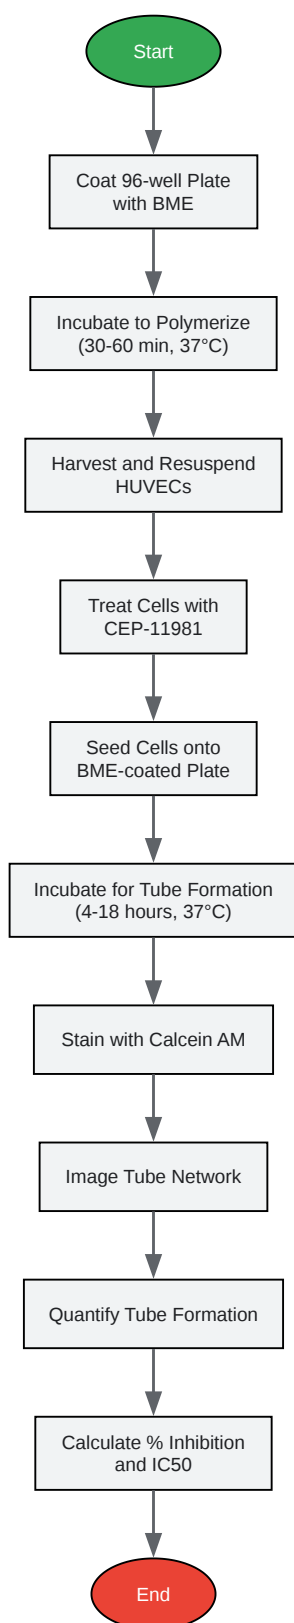 Start
Coat 96-well Plate
with BME
Incubate to Polymerize
(30-60 min, 37°C)
Harvest and Resuspend
HUVECs
Treat Cells with
CEP-11981
Seed Cells onto
BME-coated Plate
Incubate for Tube Formation
(4-18 hours, 37°C)
Stain with Calcein AM
Image Tube Network
Quantify Tube Formation
Calculate % Inhibition
and IC50
End